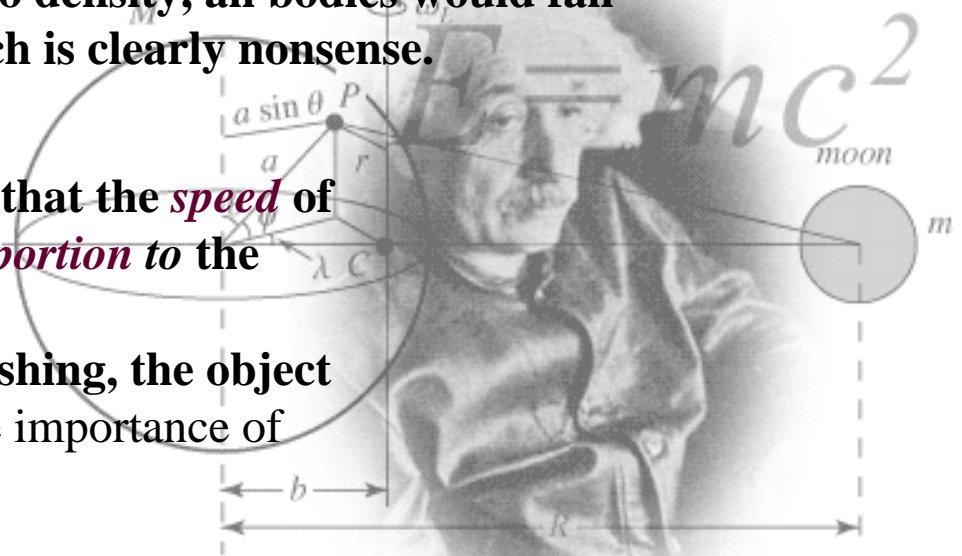 o density, all bodies would fall
ch is clearly nonsense.
M
ω
E = mc²
a sin θ P
a
r
moon
that the speed of
m
φ
portion to the
λ C
shing, the object
importance of
b
R